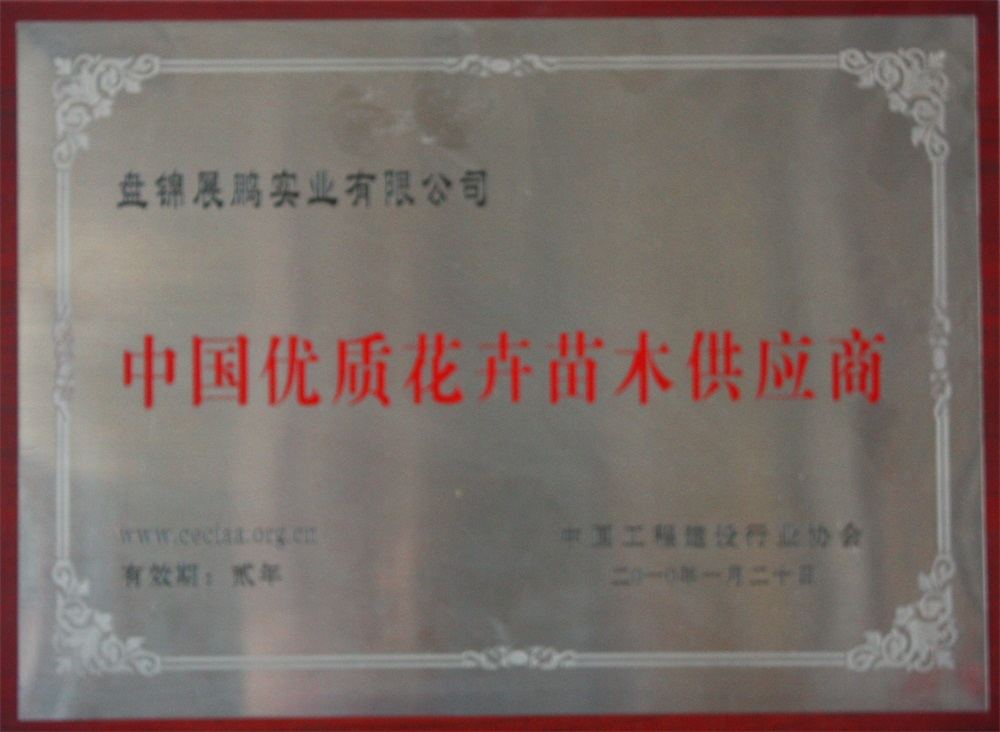 盘锦展鹏实业有限公司
中国优质花卉苗木供应商
www.ceciaa.org.cn
中国工程建设行业协会
有效期：贰年
二〇一〇年一月二十日